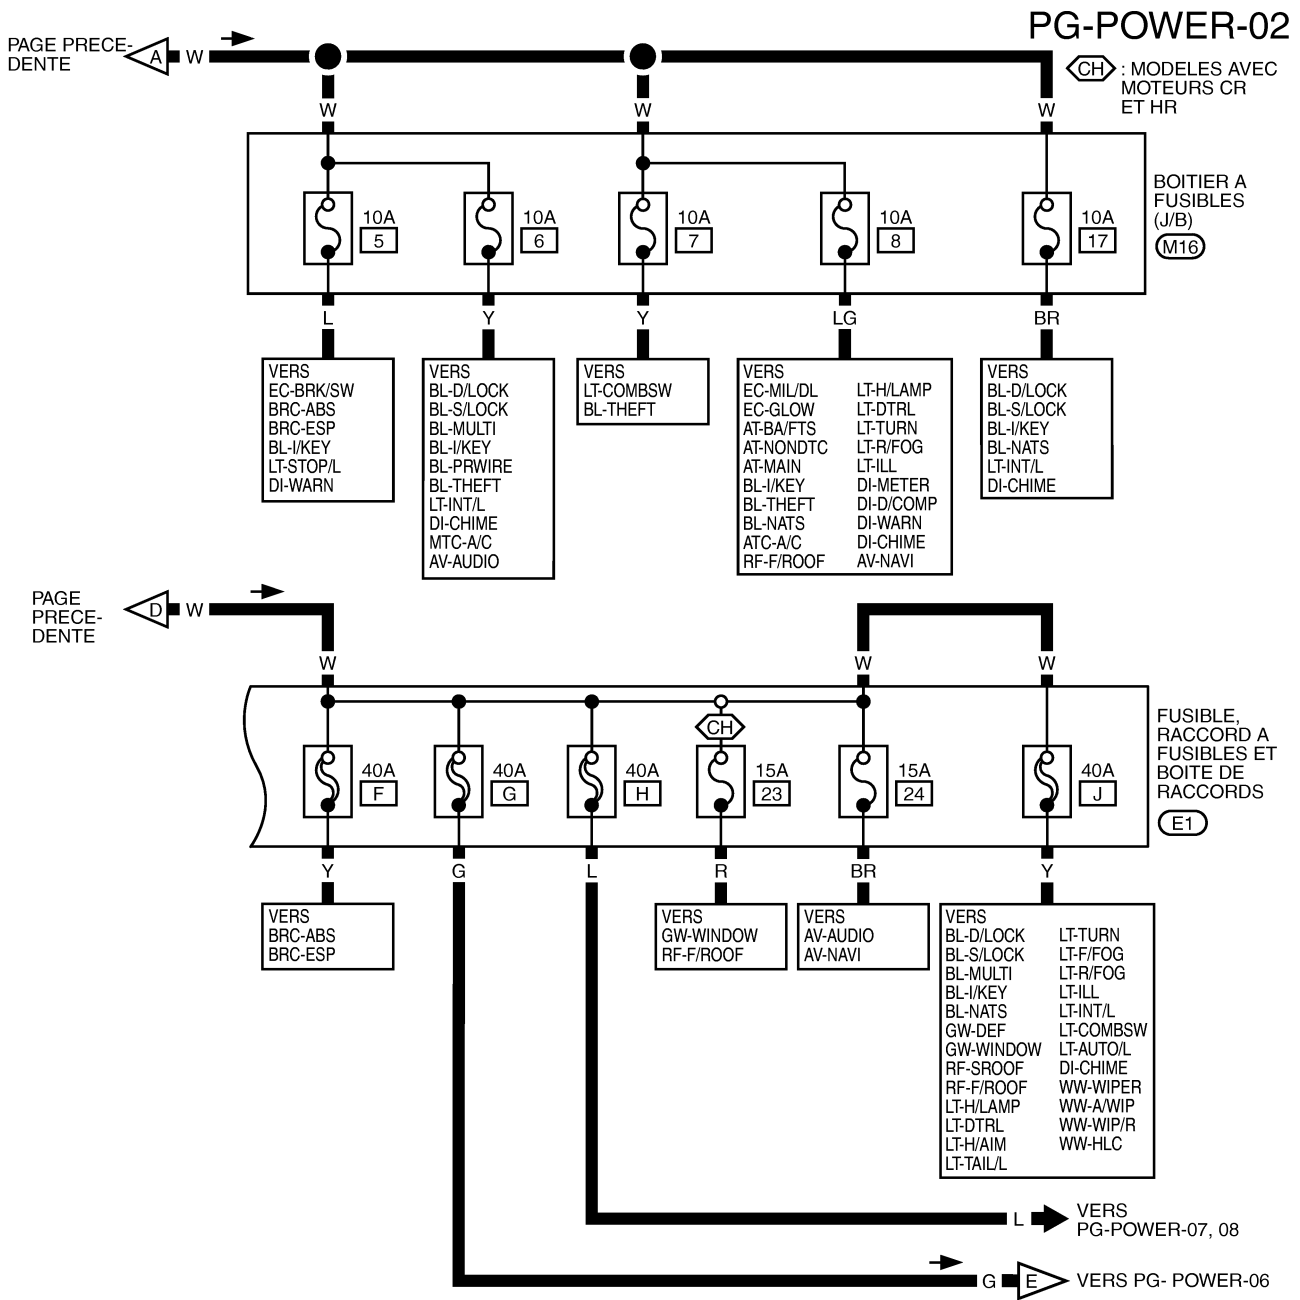 PG-POWER-02
PAGE PRECE-
DENTE
A
W
CH : MODELES AVEC
MOTEURS CR
ET HR
W
W
W
10A
5
10A
6
10A
7
10A
8
10A
17
BOITIER A
FUSIBLES
(J/B)
M16
L
Y
Y
LG
BR
VERS
EC-BRK/SW
BRC-ABS
BRC-ESP
BL-I/KEY
LT-STOP/L
DI-WARN
VERS
BL-D/LOCK
BL-S/LOCK
BL-MULTI
BL-I/KEY
BL-PRWIRE
BL-THEFT
LT-INT/L
DI-CHIME
MTC-A/C
AV-AUDIO
VERS
LT-COMBSW
BL-THEFT
VERS
EC-MIL/DL
EC-GLOW
AT-BA/FTS
AT-NONDTC
AT-MAIN
BL-I/KEY
BL-THEFT
BL-NATS
ATC-A/C
RF-F/ROOF
LT-H/LAMP
LT-DTRL
LT-TURN
LT-R/FOG
LT-ILL
DI-METER
DI-D/COMP
DI-WARN
DI-CHIME
AV-NAVI
VERS
BL-D/LOCK
BL-S/LOCK
BL-I/KEY
BL-NATS
LT-INT/L
DI-CHIME
PAGE
PRECE-
DENTE
D
W
W
W
W
CH
40A
F
40A
G
40A
H
15A
23
15A
24
40A
J
FUSIBLE,
RACCORD A
FUSIBLES ET
BOITE DE
RACCORDS
E1
Y
G
L
R
BR
Y
VERS
BRC-ABS
BRC-ESP
VERS
GW-WINDOW
RF-F/ROOF
VERS
AV-AUDIO
AV-NAVI
VERS
BL-D/LOCK
BL-S/LOCK
BL-MULTI
BL-I/KEY
BL-NATS
GW-DEF
GW-WINDOW
RF-SROOF
RF-F/ROOF
LT-H/LAMP
LT-DTRL
LT-H/AIM
LT-TAIL/L
LT-TURN
LT-F/FOG
LT-R/FOG
LT-ILL
LT-INT/L
LT-COMBSW
LT-AUTO/L
DI-CHIME
WW-WIPER
WW-A/WIP
WW-WIP/R
WW-HLC
L
VERS
PG-POWER-07, 08
G
E
VERS PG- POWER-06